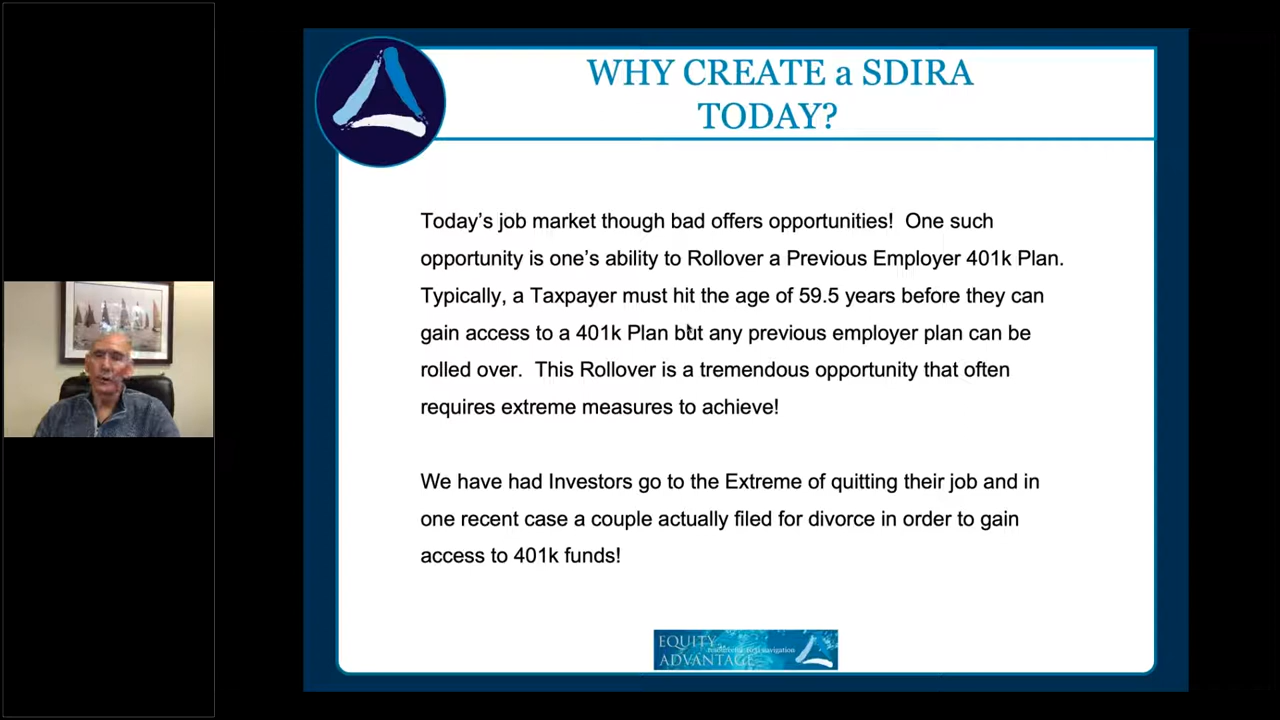 WHY CREATE a SDIRA
TODAY?
Today's job market though bad offers opportunities!  One such
opportunity is one's ability to Rollover a Previous Employer 401k Plan.
Typically, a Taxpayer must hit the age of 59.5 years before they can
gain access to a 401k Plan but any previous employer plan can be
rolled over.  This Rollover is a tremendous opportunity that often
requires extreme measures to achieve!
We have had Investors go to the Extreme of quitting their job and in
one recent case a couple actually filed for divorce in order to gain
access to 401k funds!
EQUITY
navigation
ADVANTAGE